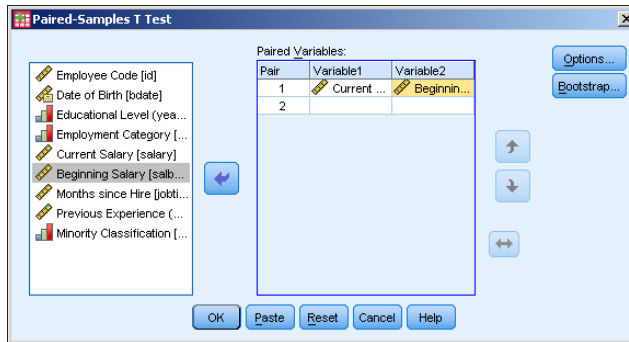 Paired-Samples T Test
Employee Code [id]
Date of Birth [bdate]
Educational Level (yea...
Employment Category [...
Current Salary [salary]
Beginning Salary [salb...
Months since Hire [jobti...
Previous Experience (...
Minority Classification [...
Paired Variables:
Pair Variable1 Variable2
1 Current ... Beginnin...
2
Options...
Bootstrap...
OK Paste Reset Cancel Help